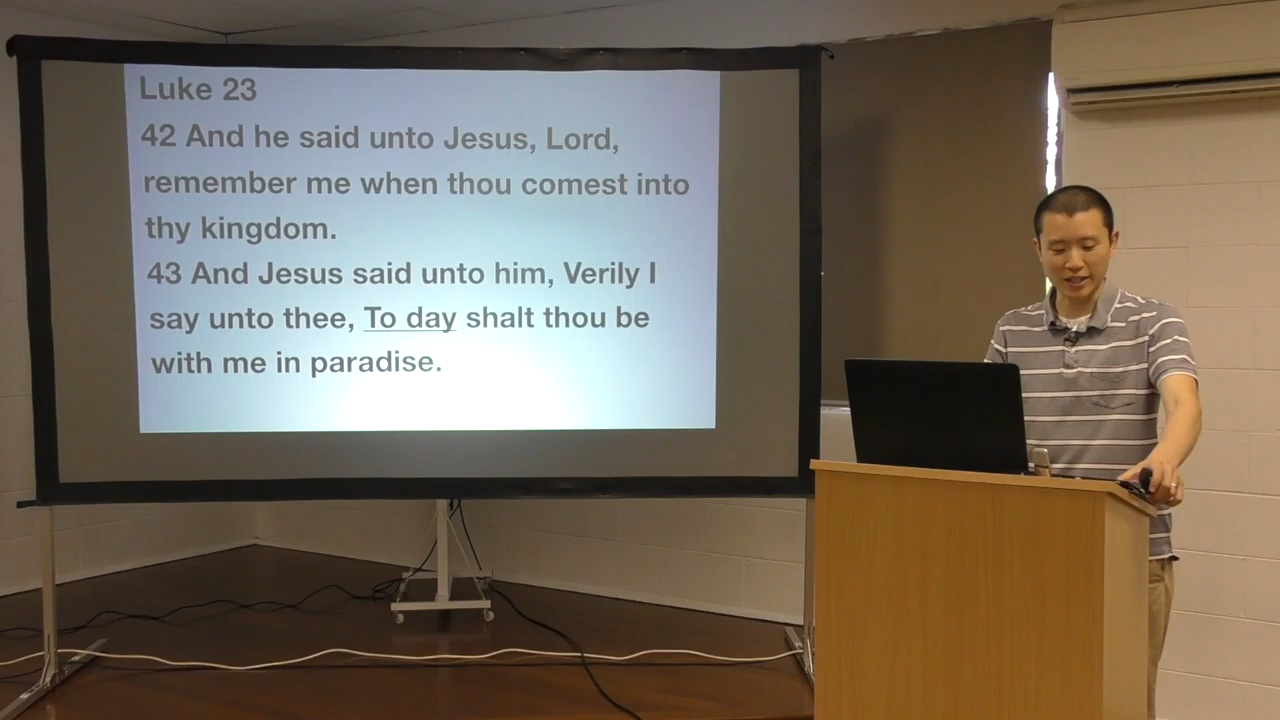 Luke 23
42 And he said unto Jesus, Lord,
remember me when thou comest into
thy kingdom.
43 And Jesus said unto him, Verily I
say unto thee, To day shalt thou be
with me in paradise.